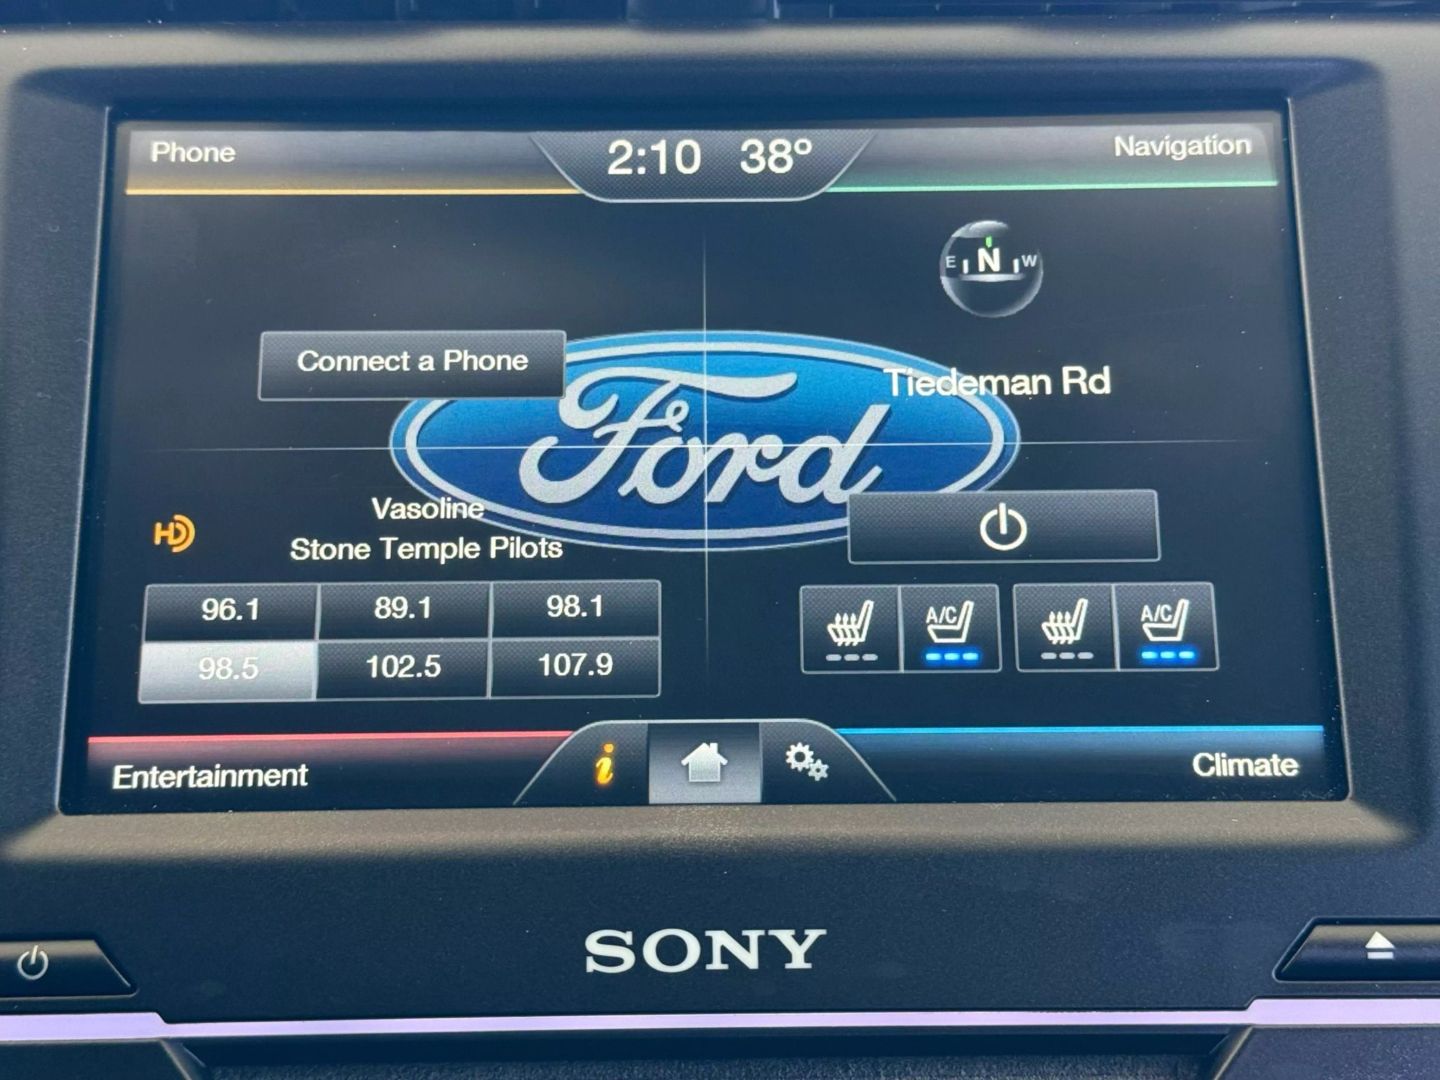 Phone
2:10 38°
Navigation
E N W
Connect a Phone
Ford
Tiedeman Rd
HD
Vasoline
Stone Temple Pilots
96.1 89.1 98.1
98.5 102.5 107.9
A/C
A/C
Entertainment
i
Climate
SONY